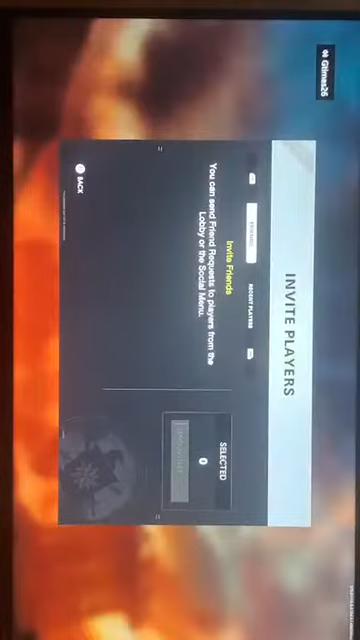 Gtimas26
INVITE PLAYERS
FRIENDS
RECENT PLAYERS
Invite Friends
You can send Friend Requests to players from the
Lobby or the Social Menu.
SELECTED
0
BACK